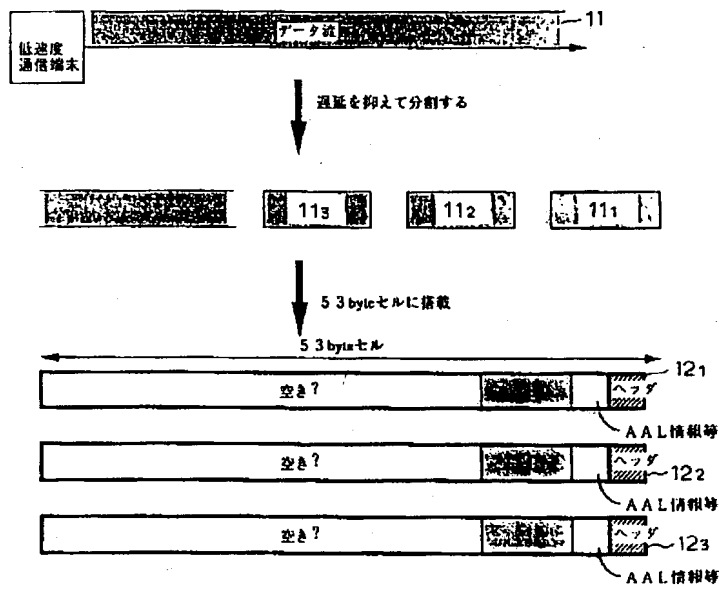 データ流
11
低速度
通信端末
遅延を抑えて分割する
11₃
11₂
11₁
53byteセルに搭載
53byteセル
空き?
ヘッダ
12₁
AAL情報等
空き?
ヘッダ
12₂
AAL情報等
空き?
ヘッダ
12₃
AAL情報等